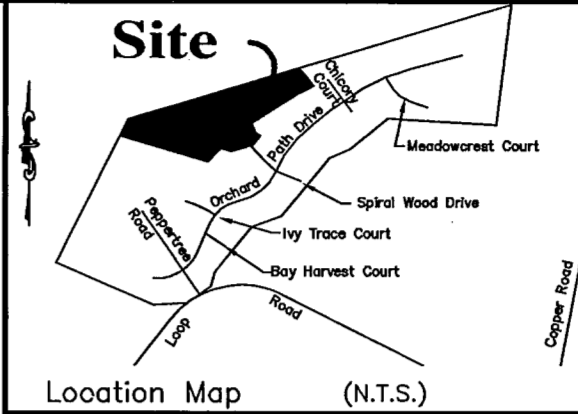 Site
Chicory
Court
Meadowcrest Court
Orchard Path Drive
Spiral Wood Drive
Peppertree
Road
Ivy Trace Court
Bay Harvest Court
Loop Road
Copper Road
Location Map (N.T.S.)